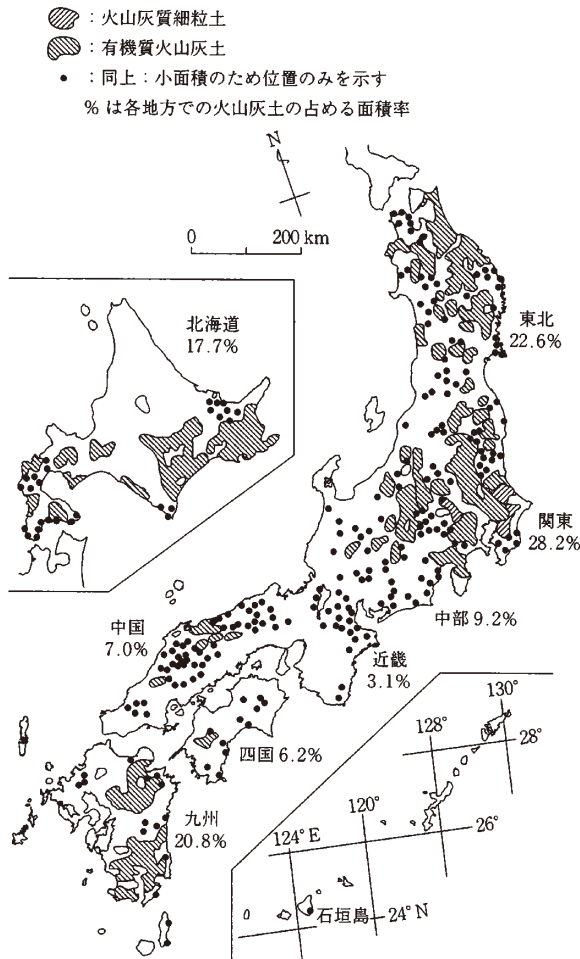 ：火山灰質細粒土
：有機質火山灰土
：同上：小面積のため位置のみを示す
％は各地方での火山灰土の占める面積率
N
0 200 km
北海道
17.7%
東北
22.6%
関東
28.2%
中部 9.2%
近畿
3.1%
中国
7.0%
四国 6.2%
九州
20.8%
130°
128°
28°
120°
26°
124° E
石垣島
24° N